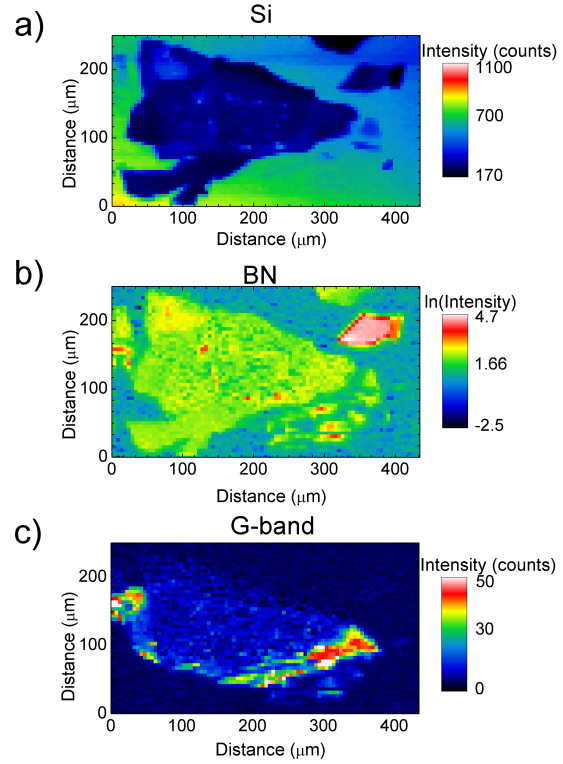 a)
Si
Intensity (counts)
1100
700
170
Distance (μm)
200
100
0
0 100 200 300 400
Distance (μm)
b)
BN
ln(Intensity)
4.7
1.66
-2.5
Distance (μm)
200
100
0
0 100 200 300 400
Distance (μm)
c)
G-band
Intensity (counts)
50
30
0
Distance (μm)
200
100
0
0 100 200 300 400
Distance (μm)